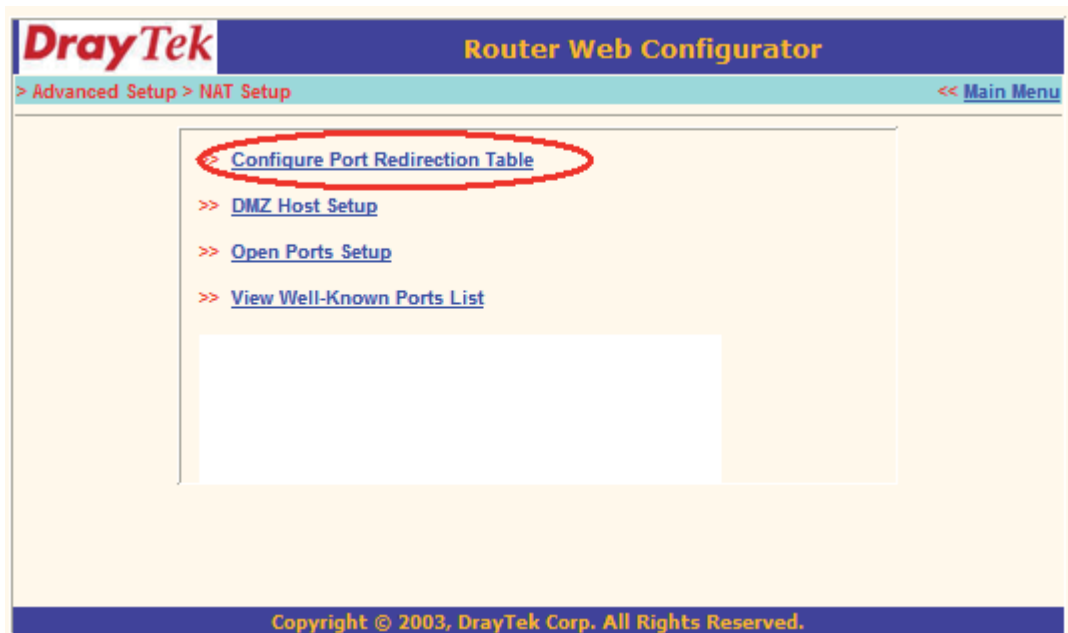 DrayTek
Router Web Configurator
> Advanced Setup > NAT Setup
<< Main Menu
>> Configure Port Redirection Table
>> DMZ Host Setup
>> Open Ports Setup
>> View Well-Known Ports List
Copyright © 2003, DrayTek Corp. All Rights Reserved.